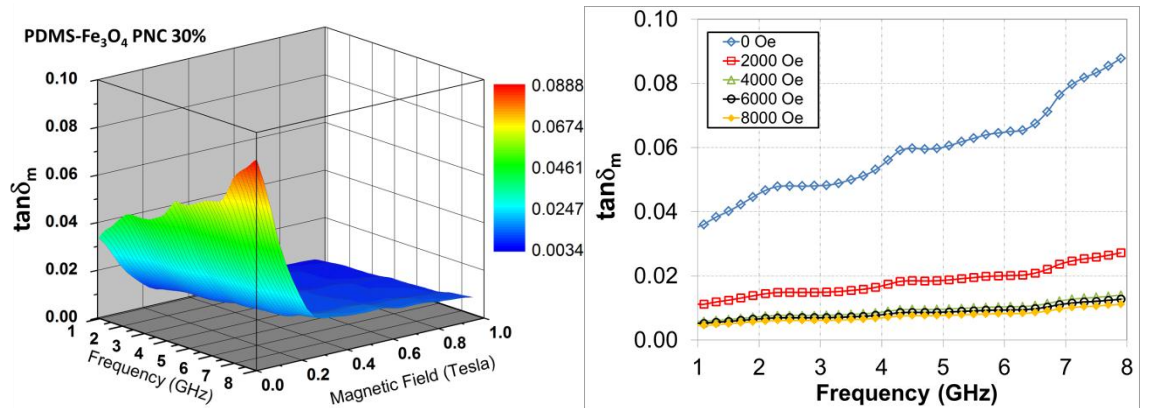 PDMS-Fe₃O₄ PNC 30%
tanδₘ
0.10
0.08
0.06
0.04
0.02
0.00
1 2 3 4 5 6 7 8
Frequency (GHz)
0.0 0.2 0.4 0.6 0.8 1.0
Magnetic Field (Tesla)
0.0888
0.0674
0.0461
0.0247
0.0034
tanδₘ
0.10
0.08
0.06
0.04
0.02
0.00
0 Oe
2000 Oe
4000 Oe
6000 Oe
8000 Oe
1 2 3 4 5 6 7 8
Frequency (GHz)